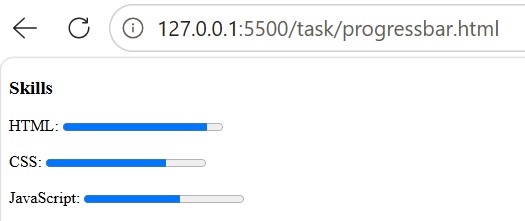 127.0.0.1:5500/task/progressbar.html
Skills
HTML:
CSS:
JavaScript: